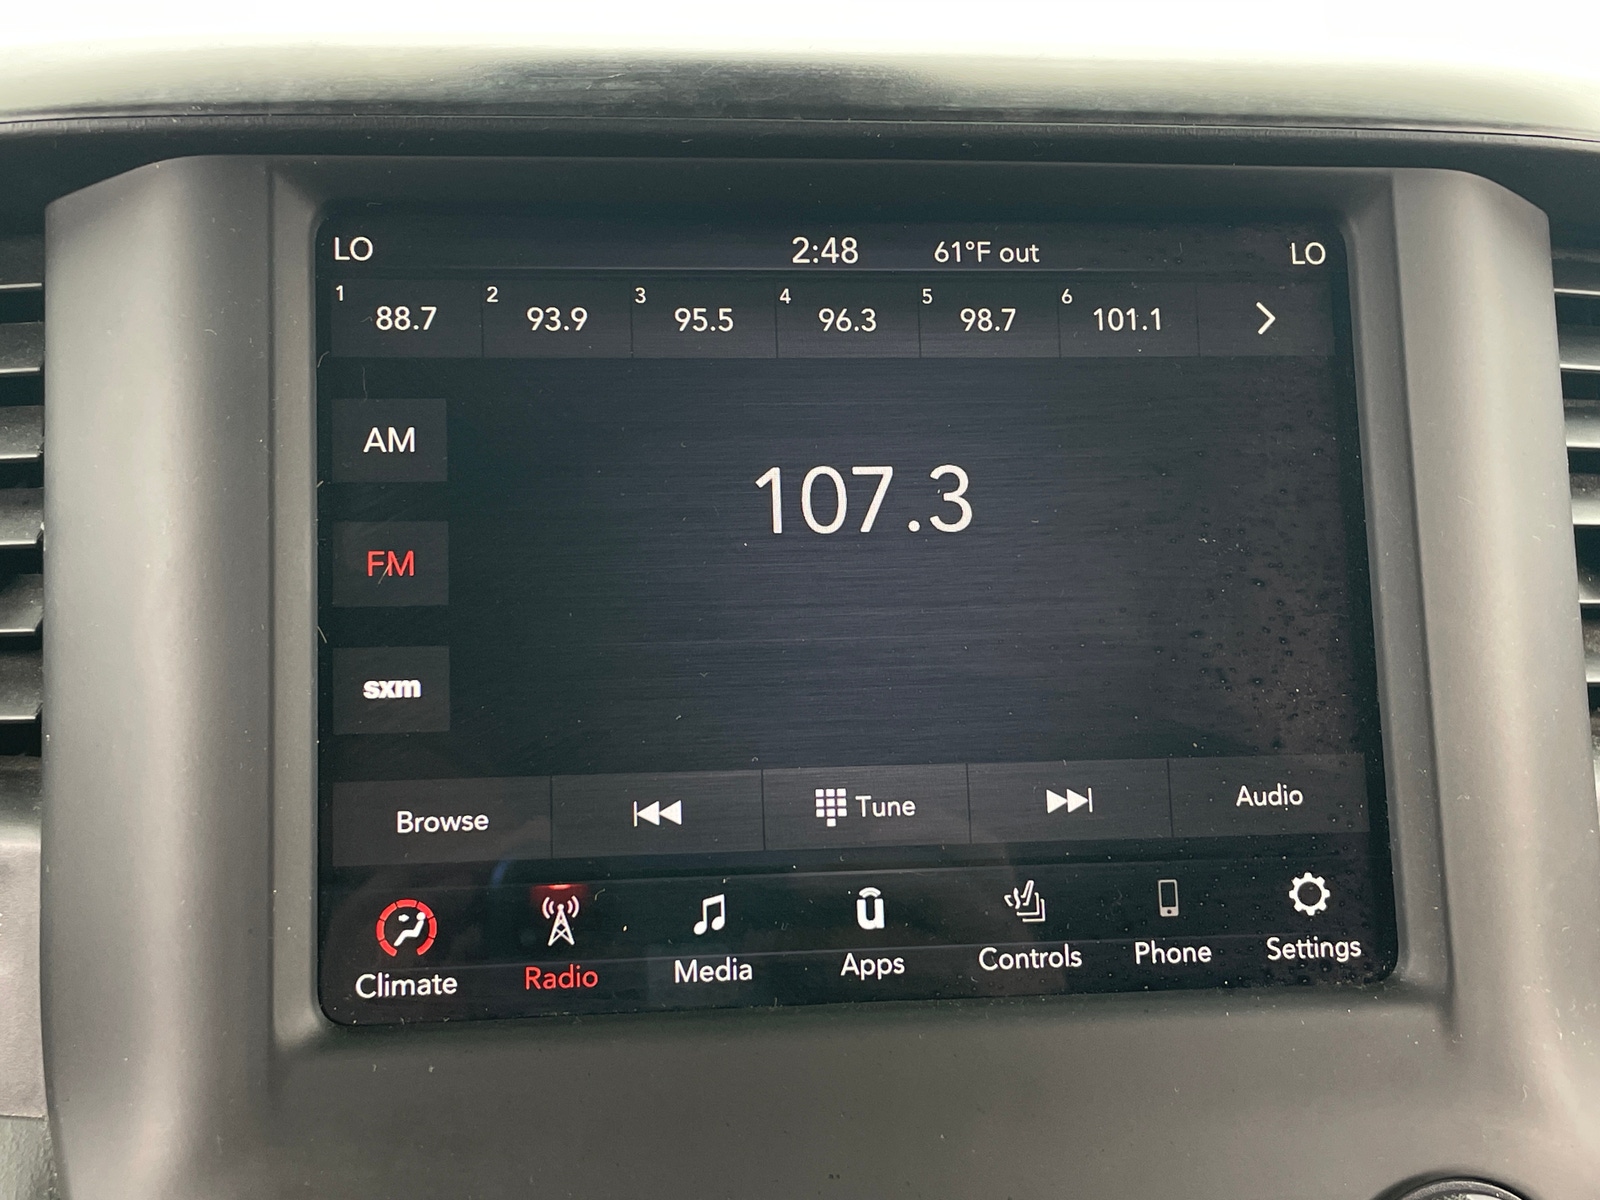 LO 2:48 61°F out LO
1 88.7 2 93.9 3 95.5 4 96.3 5 98.7 6 101.1
AM
107.3
FM
sxm
Browse Tune Audio
Climate Radio Media Apps Controls Phone Settings